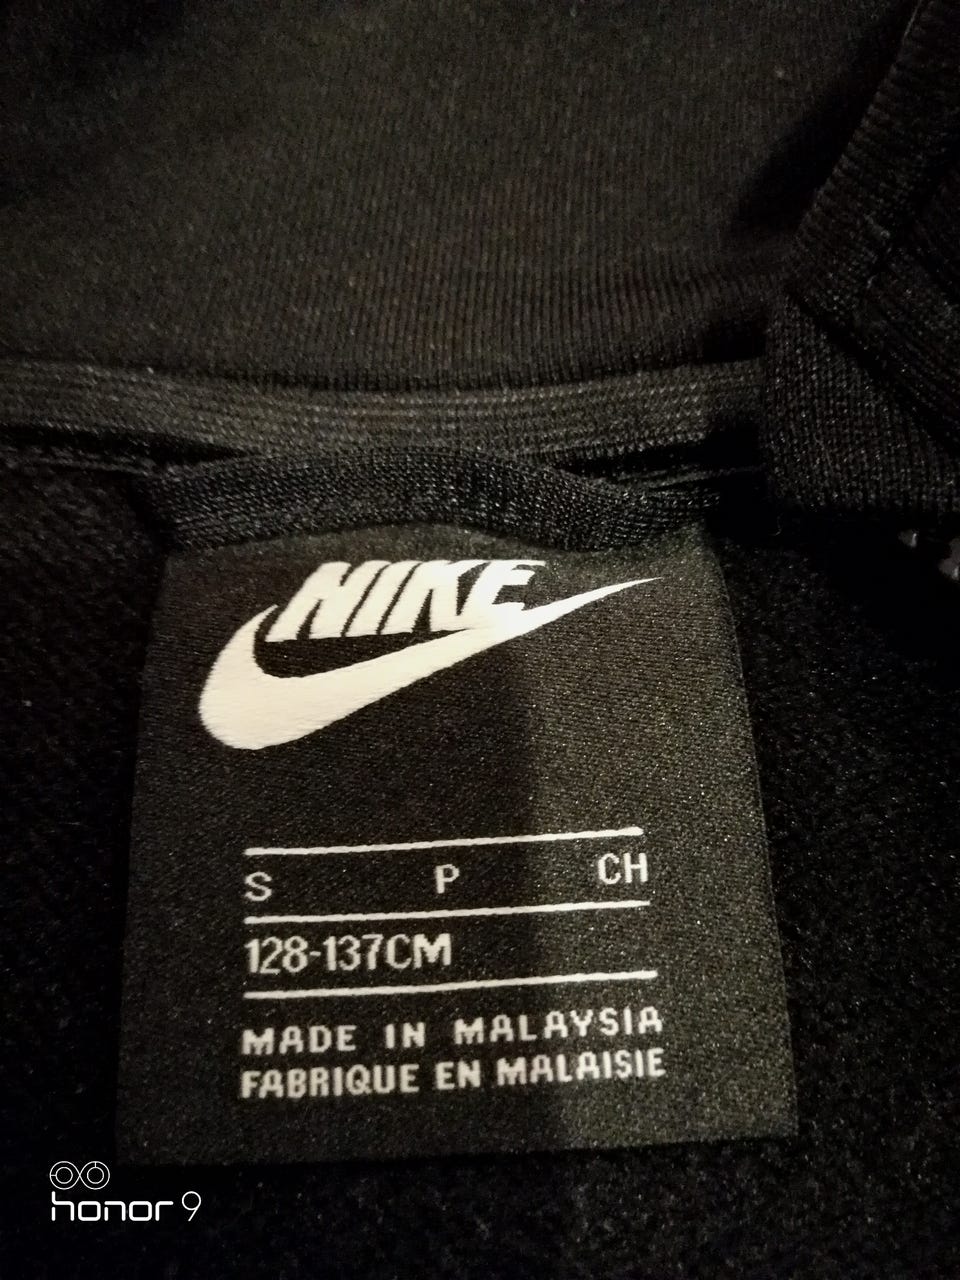 NIKE
S P CH
128-137CM
MADE IN MALAYSIA
FABRIQUE EN MALAISIE
honor 9